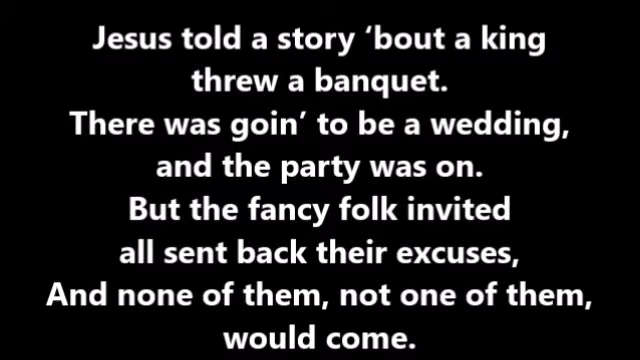 Jesus told a story ‘bout a king
threw a banquet.
There was goin’ to be a wedding,
and the party was on.
But the fancy folk invited
all sent back their excuses,
And none of them, not one of them,
would come.